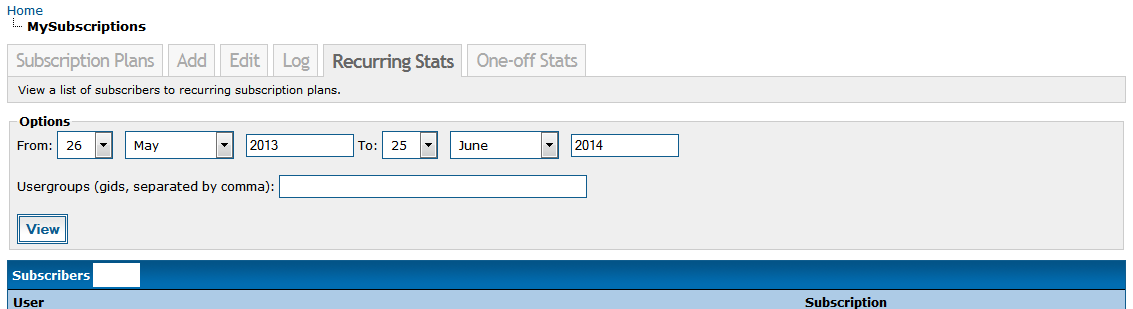 Home
MySubscriptions
Subscription Plans Add Edit Log Recurring Stats One-off Stats
View a list of subscribers to recurring subscription plans.
Options
From: 26 May 2013 To: 25 June 2014
Usergroups (gids, separated by comma):
View
Subscribers
User Subscription